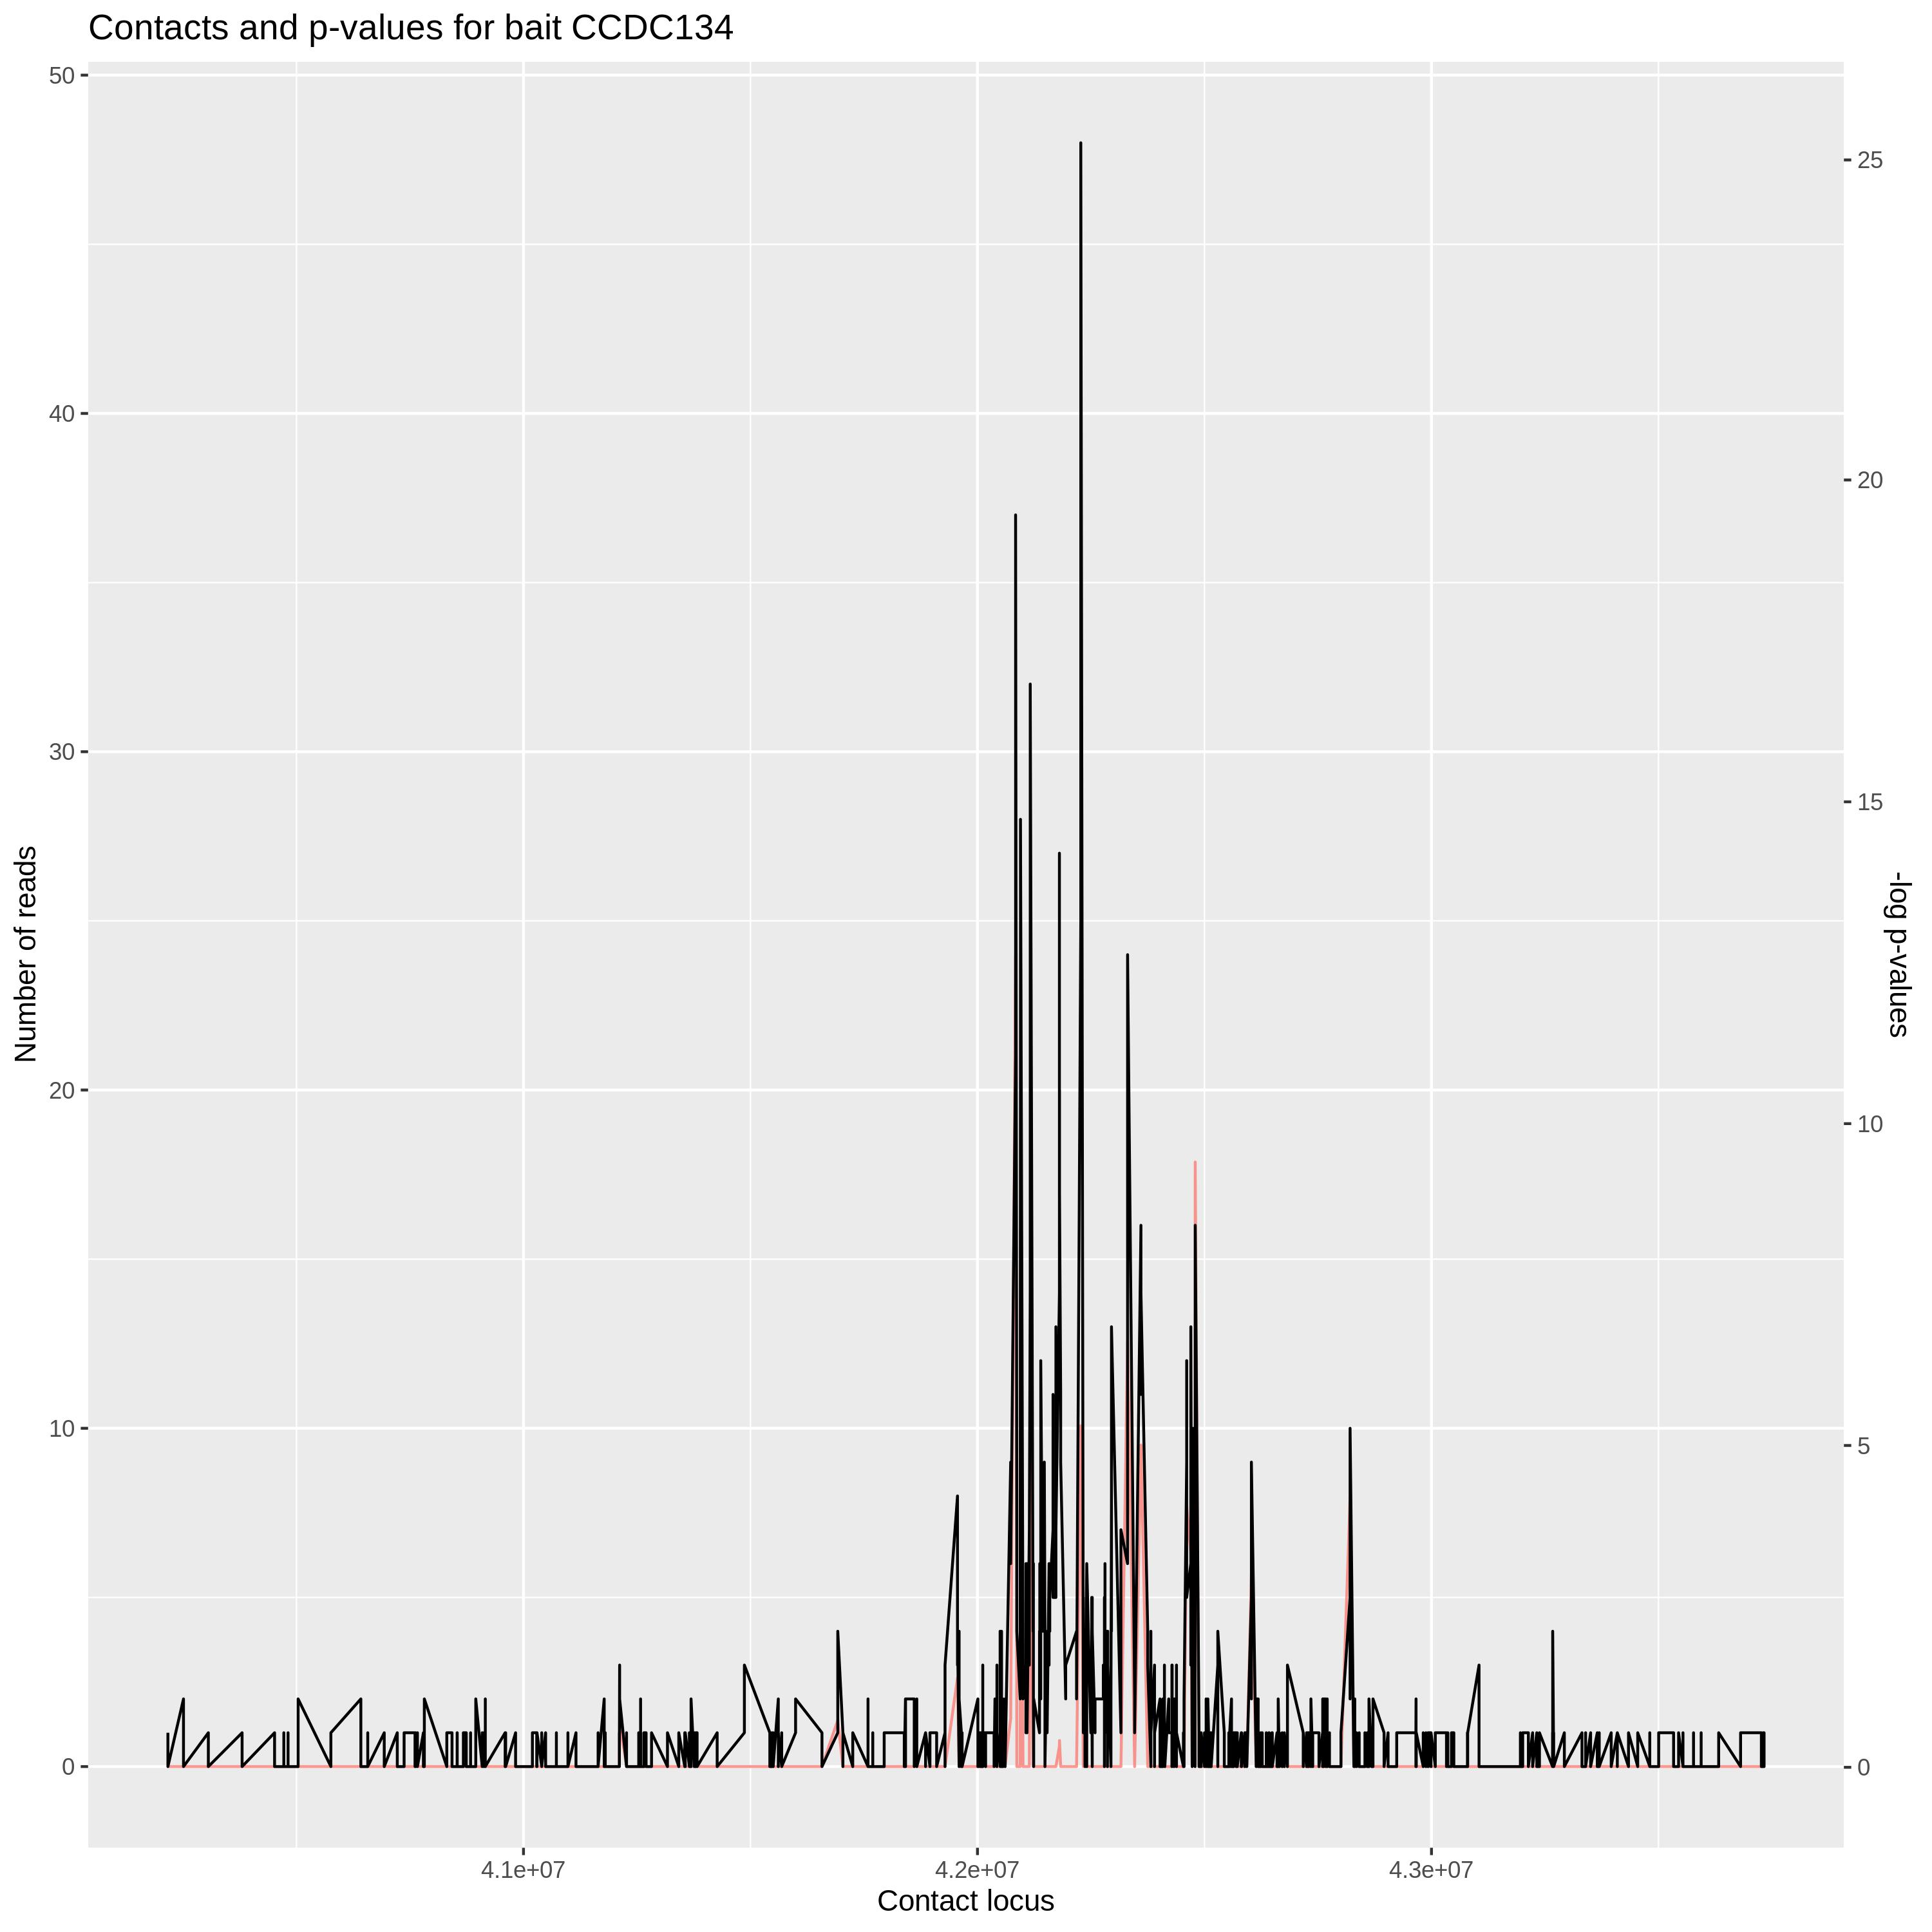 Contacts and p-values for bait CCDC134
50
40
30
20
10
0
Number of reads
25
20
15
10
5
0
-log p-values
4.1e+07
4.2e+07
4.3e+07
Contact locus